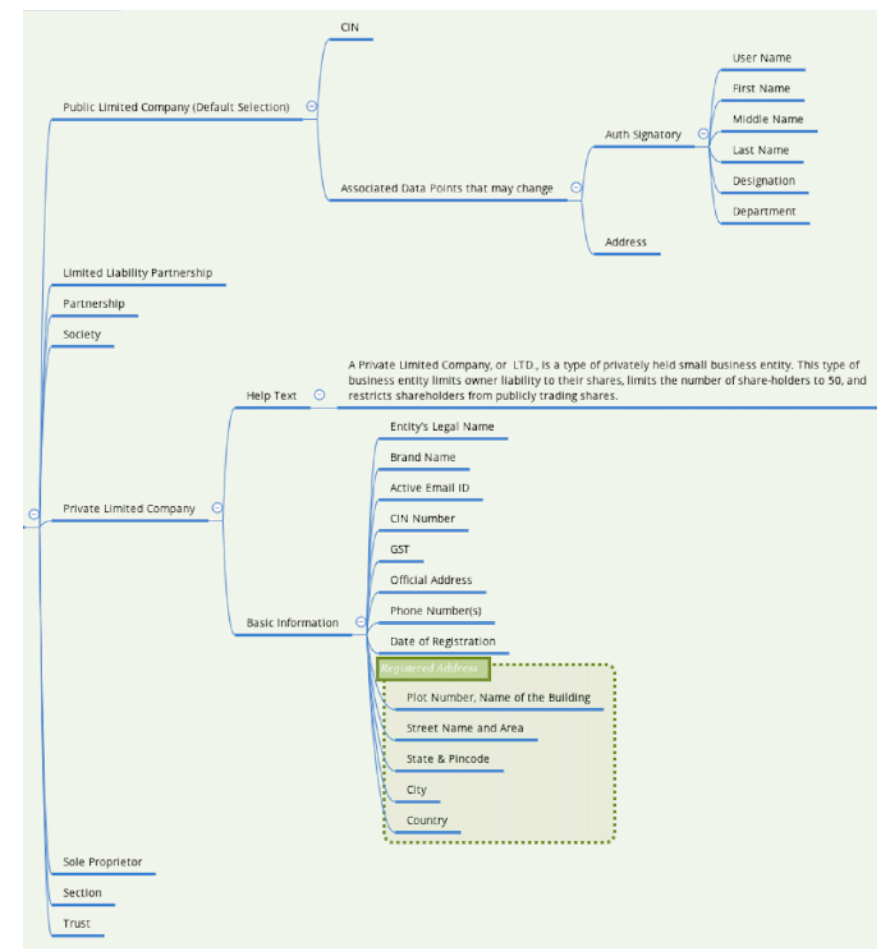 CIN
User Name
First Name
Public Limited Company (Default Selection)
Middle Name
Auth Signatory
Last Name
Designation
Associated Data Points that may change
Department
Address
Limited Liability Partnership
Partnership
Society
A Private Limited Company, or LTD., is a type of privately held small business entity. This type of
business entity limits owner liability to their shares, limits the number of share-holders to 50, and
restricts shareholders from publicly trading shares.
Help Text
Entity's Legal Name
Brand Name
Active Email ID
Private Limited Company
CIN Number
GST
Official Address
Phone Number(s)
Basic Information
Date of Registration
Registered Address
Plot Number, Name of the Building
Street Name and Area
State & Pincode
City
Country
Sole Proprietor
Section
Trust